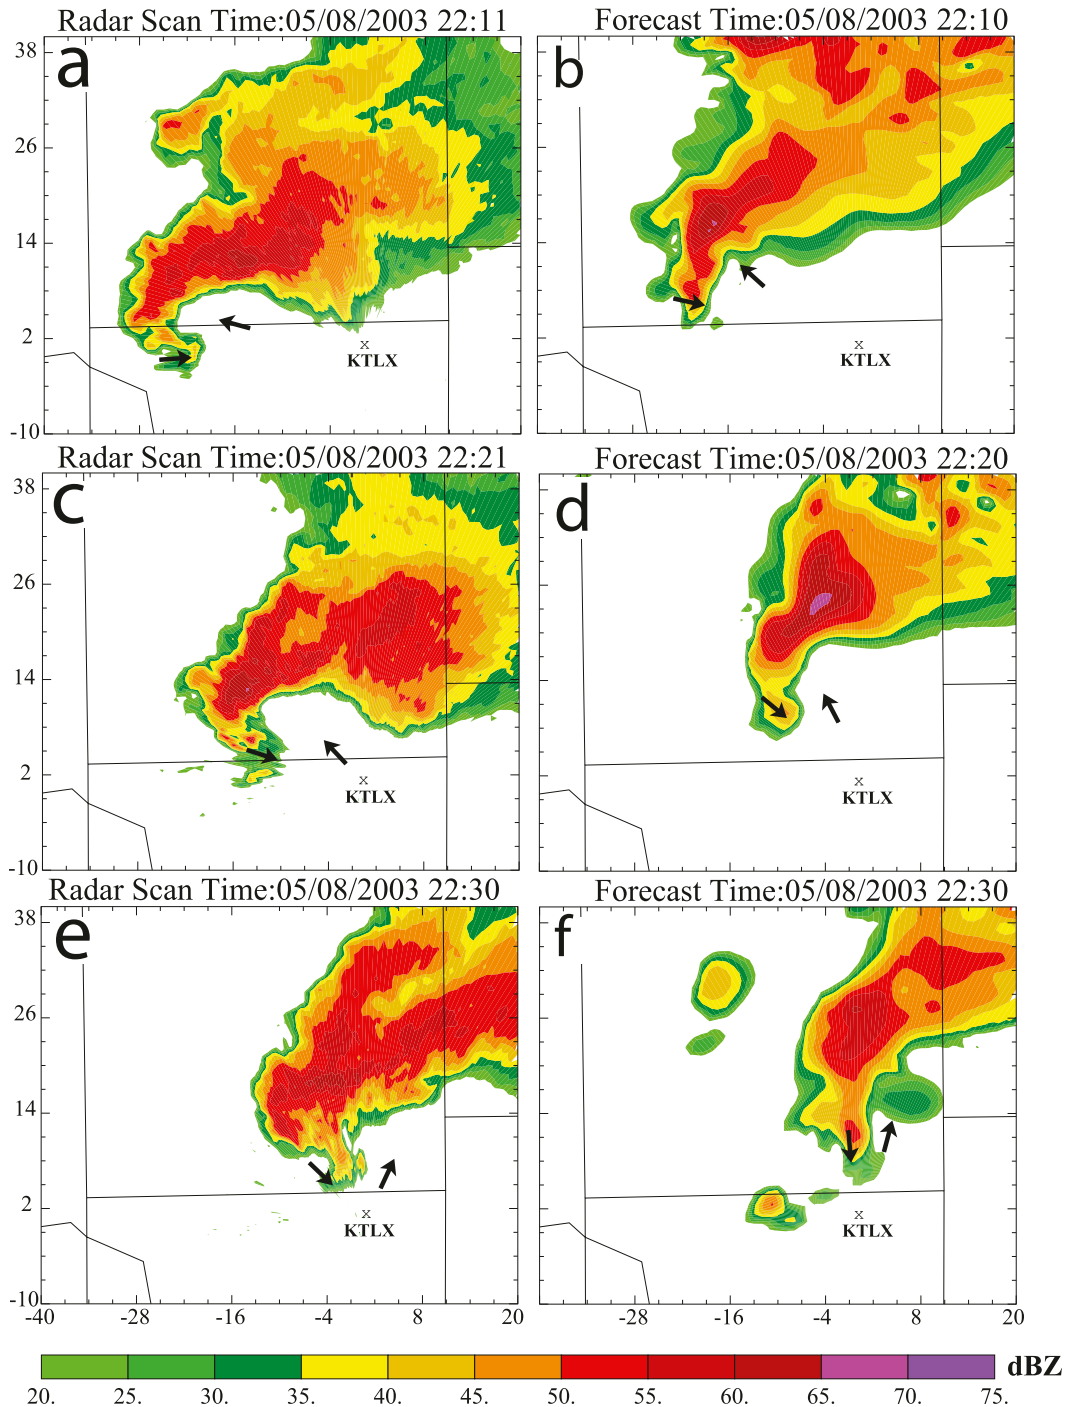 Radar Scan Time:05/08/2003 22:11
Forecast Time:05/08/2003 22:10
a
b
38
26
14
2
-10
x
KTLX
x
KTLX
Radar Scan Time:05/08/2003 22:21
Forecast Time:05/08/2003 22:20
c
d
38
26
14
2
-10
x
KTLX
x
KTLX
Radar Scan Time:05/08/2003 22:30
Forecast Time:05/08/2003 22:30
e
f
38
26
14
2
-10
x
KTLX
x
KTLX
-40 -28 -16 -4 8 20
-28 -16 -4 8 20
dBZ
20. 25. 30. 35. 40. 45. 50. 55. 60. 65. 70. 75.